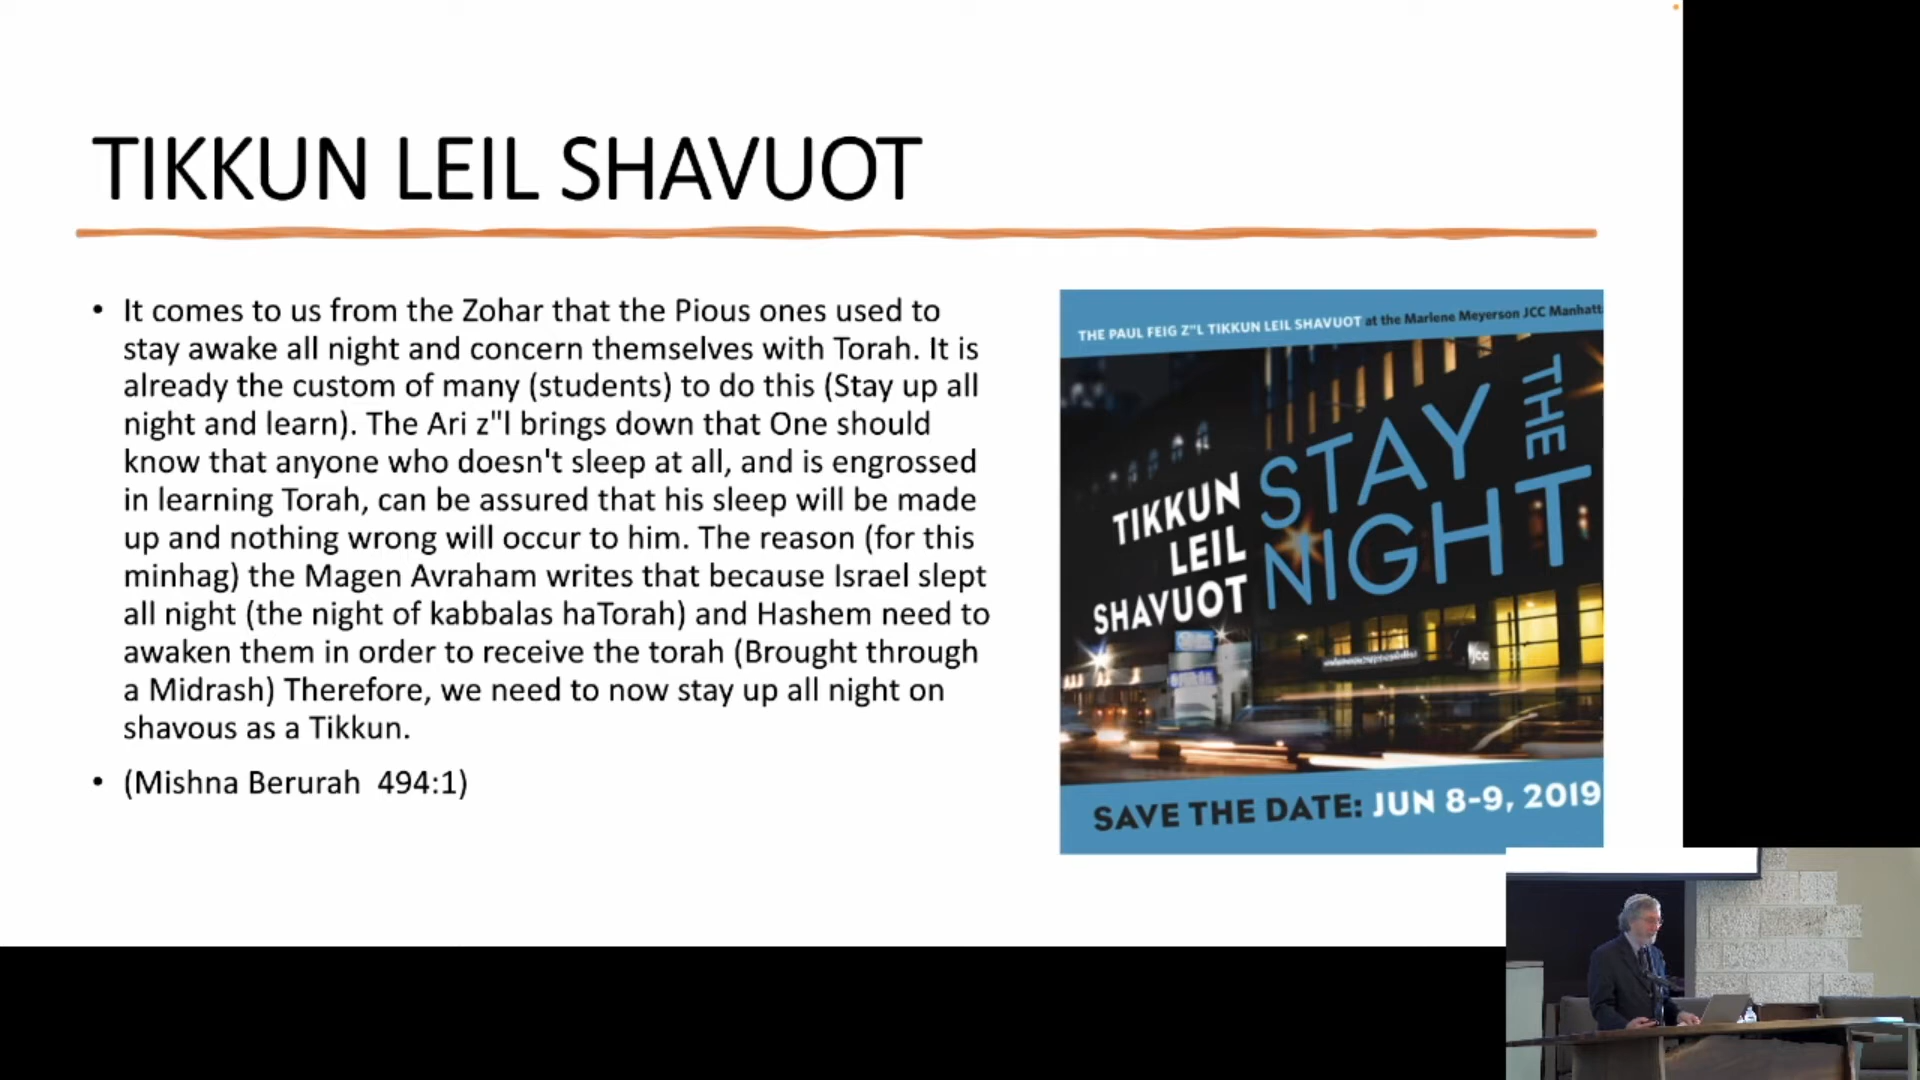 TIKKUN LEIL SHAVUOT
• It comes to us from the Zohar that the Pious ones used to
stay awake all night and concern themselves with Torah. It is
already the custom of many (students) to do this (Stay up all
night and learn). The Ari z"l brings down that One should
know that anyone who doesn't sleep at all, and is engrossed
in learning Torah, can be assured that his sleep will be made
up and nothing wrong will occur to him. The reason (for this
minhag) the Magen Avraham writes that because Israel slept
all night (the night of kabbalas haTorah) and Hashem need to
awaken them in order to receive the torah (Brought through
a Midrash) Therefore, we need to now stay up all night on
shavous as a Tikkun.
• (Mishna Berurah 494:1)
THE PAUL FEIG Z"L TIKKUN LEIL SHAVUOT at the Marlene Meyerson JCC Manhatt
TIKKUN
LEIL
SHAVUOT
STAY
THE
NIGHT
jcc
SAVE THE DATE: JUN 8-9, 2019